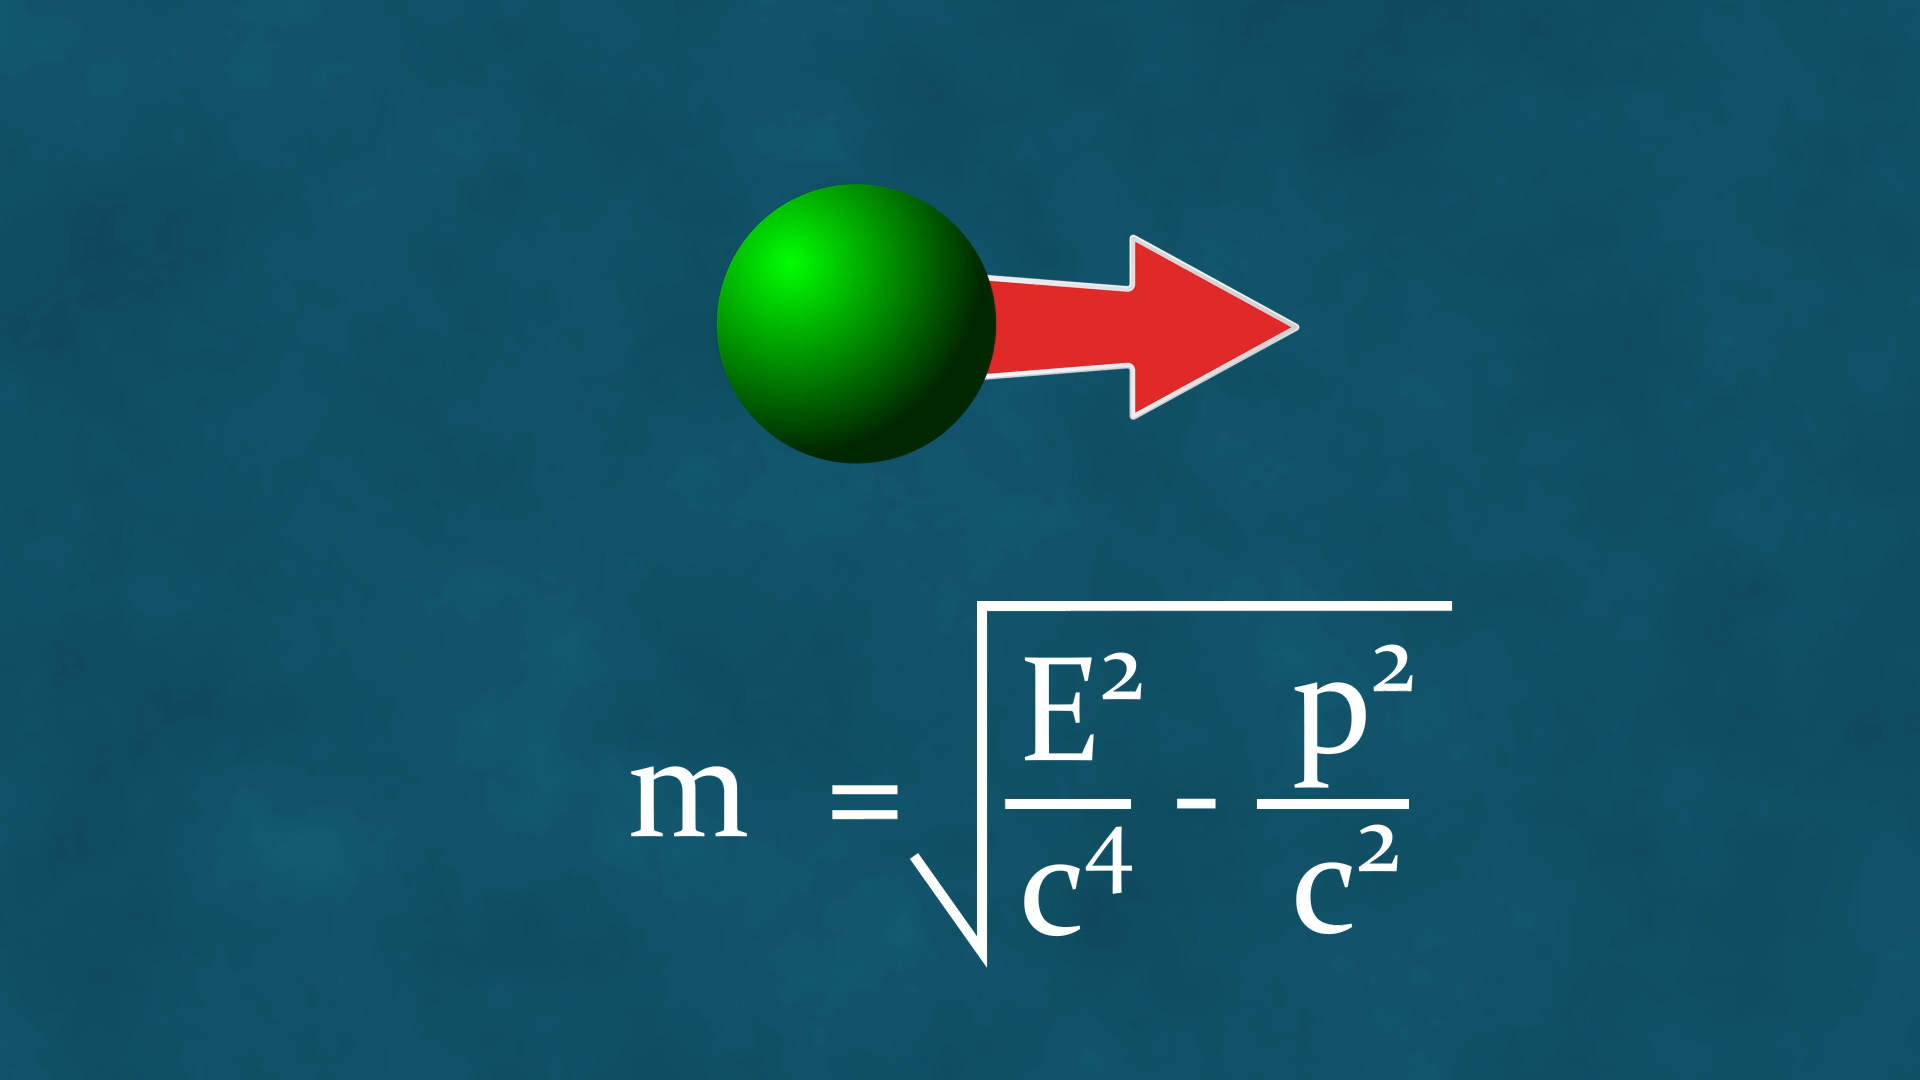 m = √(E²/c⁴ - p²/c²)